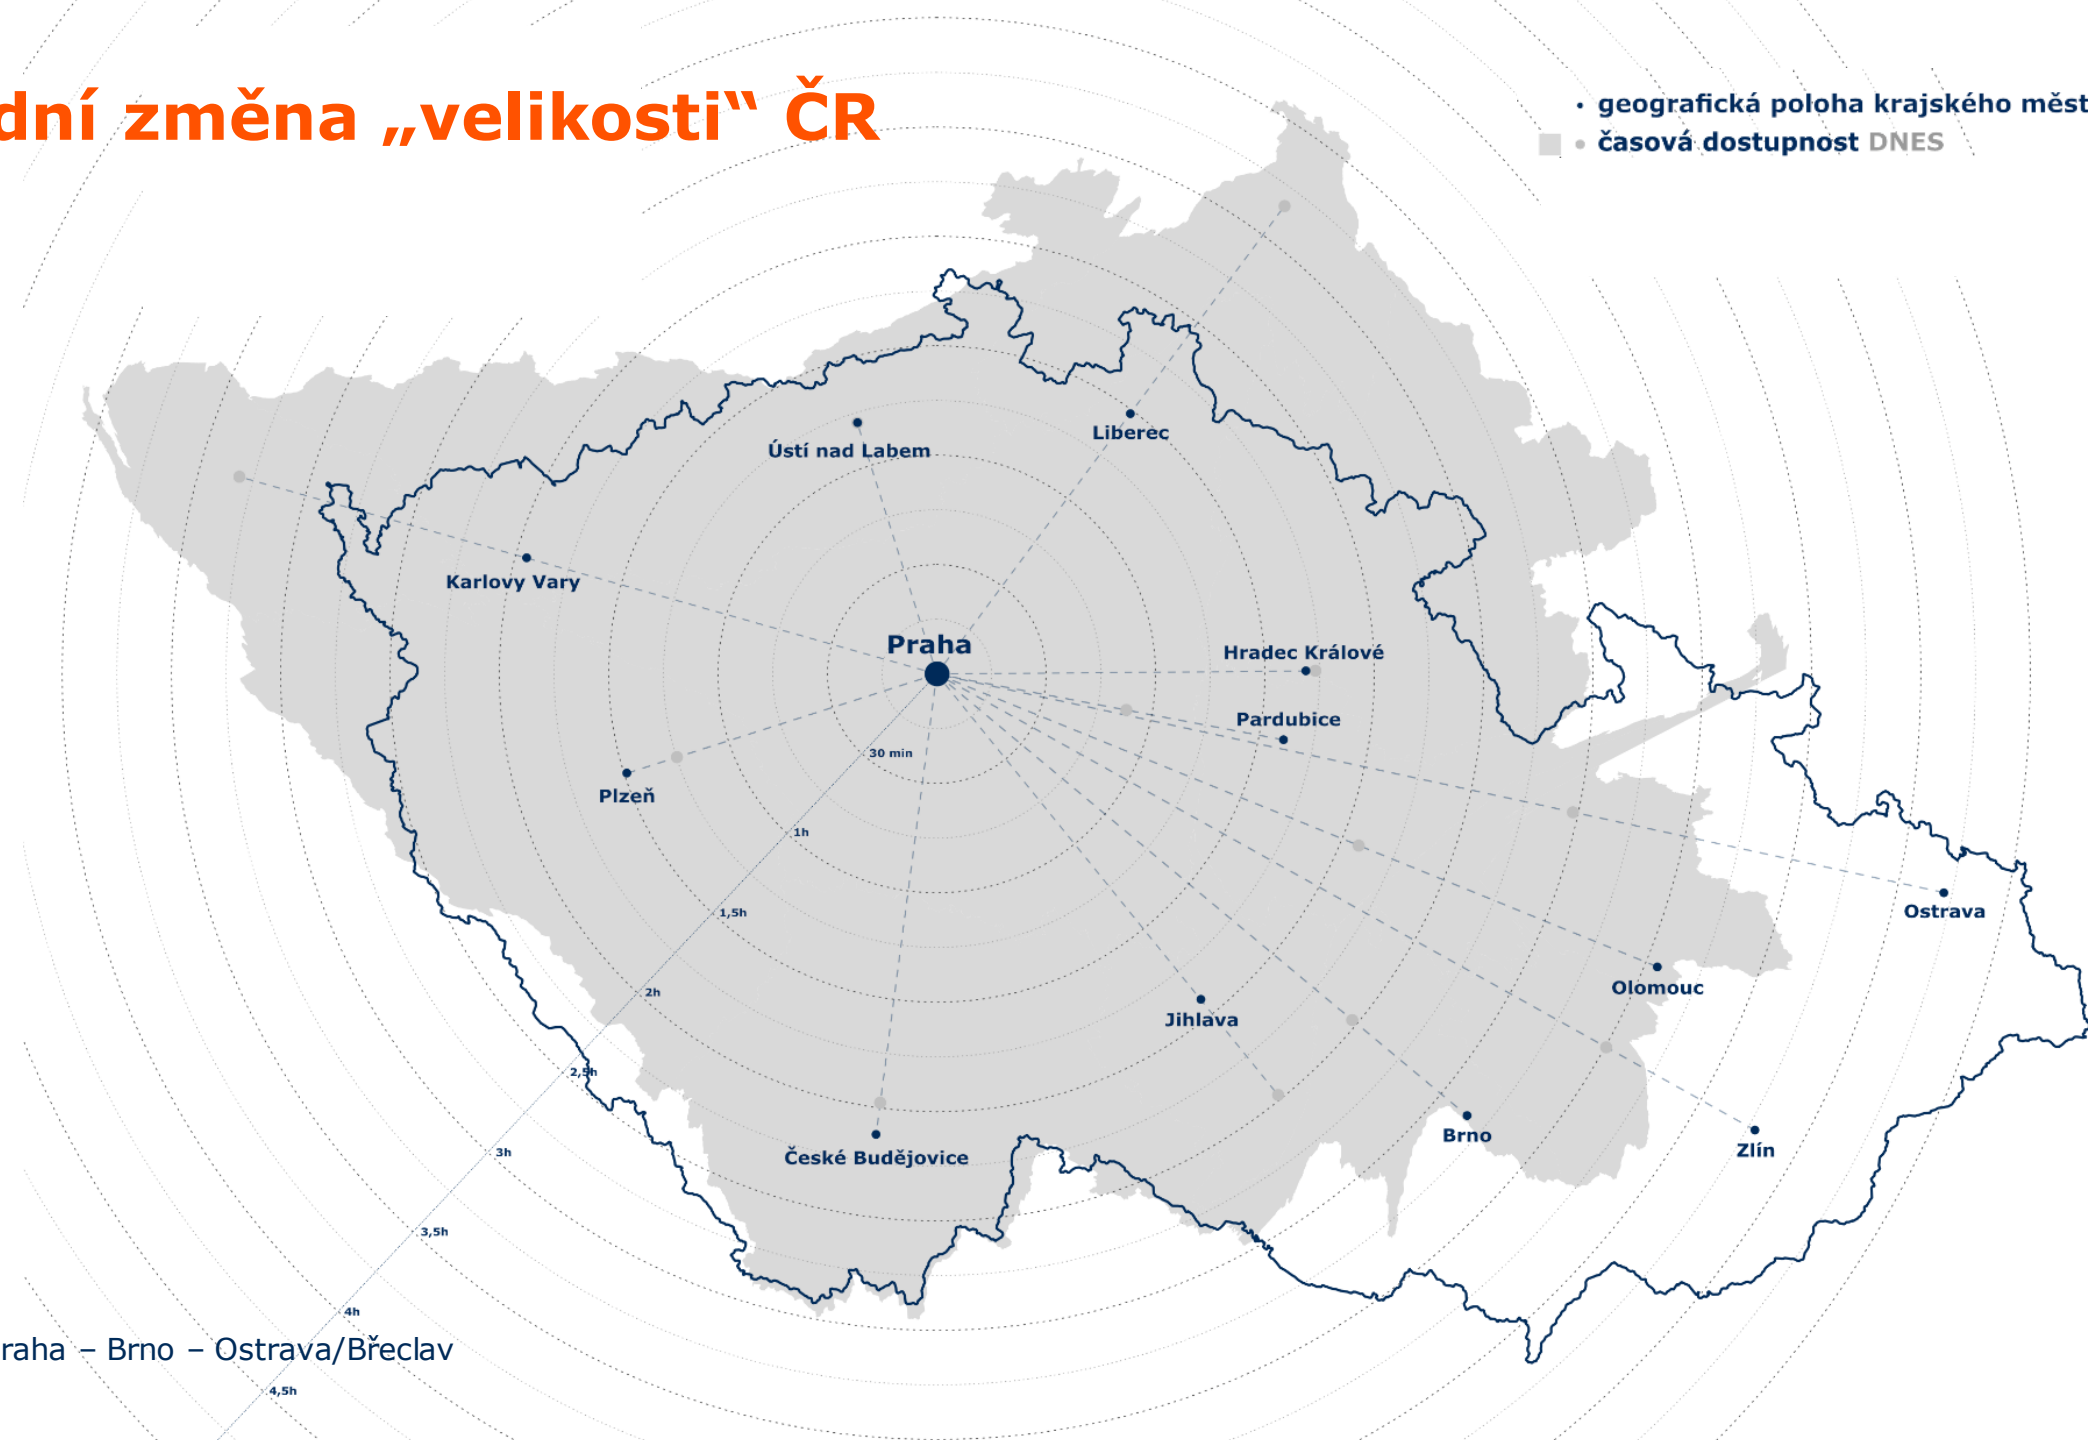 dní změna „velikosti“ ČR
geografická poloha krajského měst
časová dostupnost DNES
Ústí nad Labem
Liberec
Karlovy Vary
Praha
Hradec Králové
Pardubice
30 min
Plzeň
1h
1,5h
Ostrava
2h
Olomouc
Jihlava
2,5h
Brno
Zlín
České Budějovice
3h
3,5h
4h
raha – Brno – Ostrava/Břeclav
4,5h